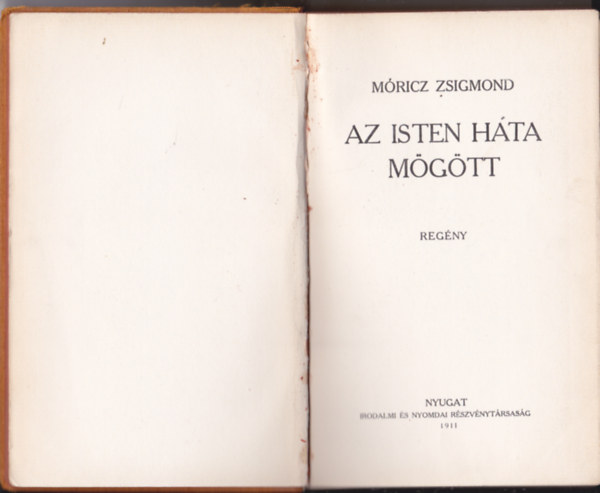 MÓRICZ ZSIGMOND
AZ ISTEN HÁTA
MÖGÖTT
REGÉNY
NYUGAT
IRODALMI ÉS NYOMDAI RÉSZVÉNYTÁRSASÁG
1911